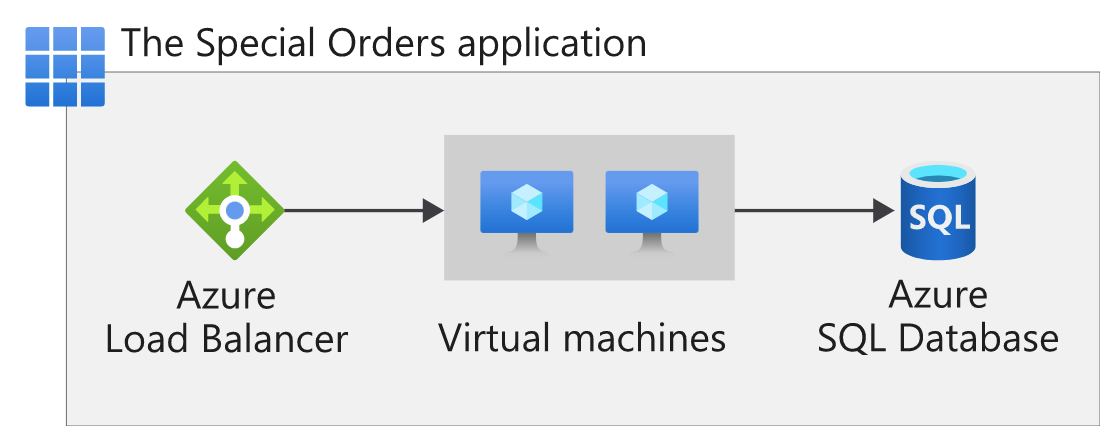 The Special Orders application
SQL
Azure
Load Balancer
Virtual machines
Azure
SQL Database